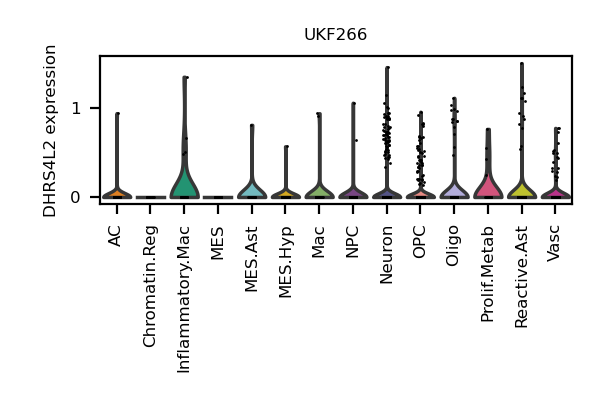 UKF266
DHRS4L2 expression
1
0
AC
Chromatin.Reg
Inflammatory.Mac
MES
MES.Ast
MES.Hyp
Mac
NPC
Neuron
OPC
Oligo
Prolif.Metab
Reactive.Ast
Vasc